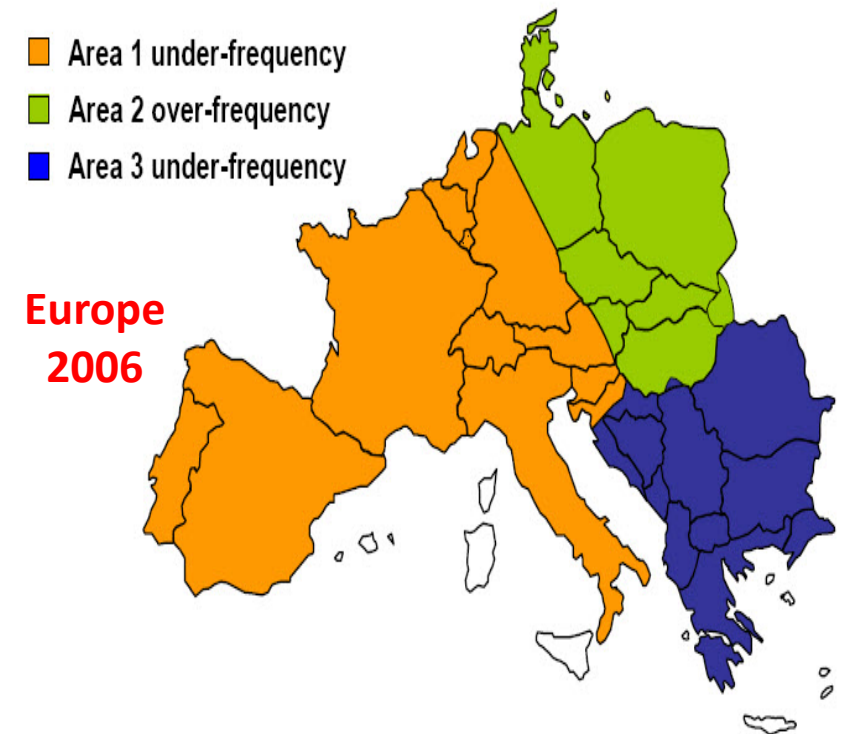 Area 1 under-frequency
Area 2 over-frequency
Area 3 under-frequency
Europe
2006